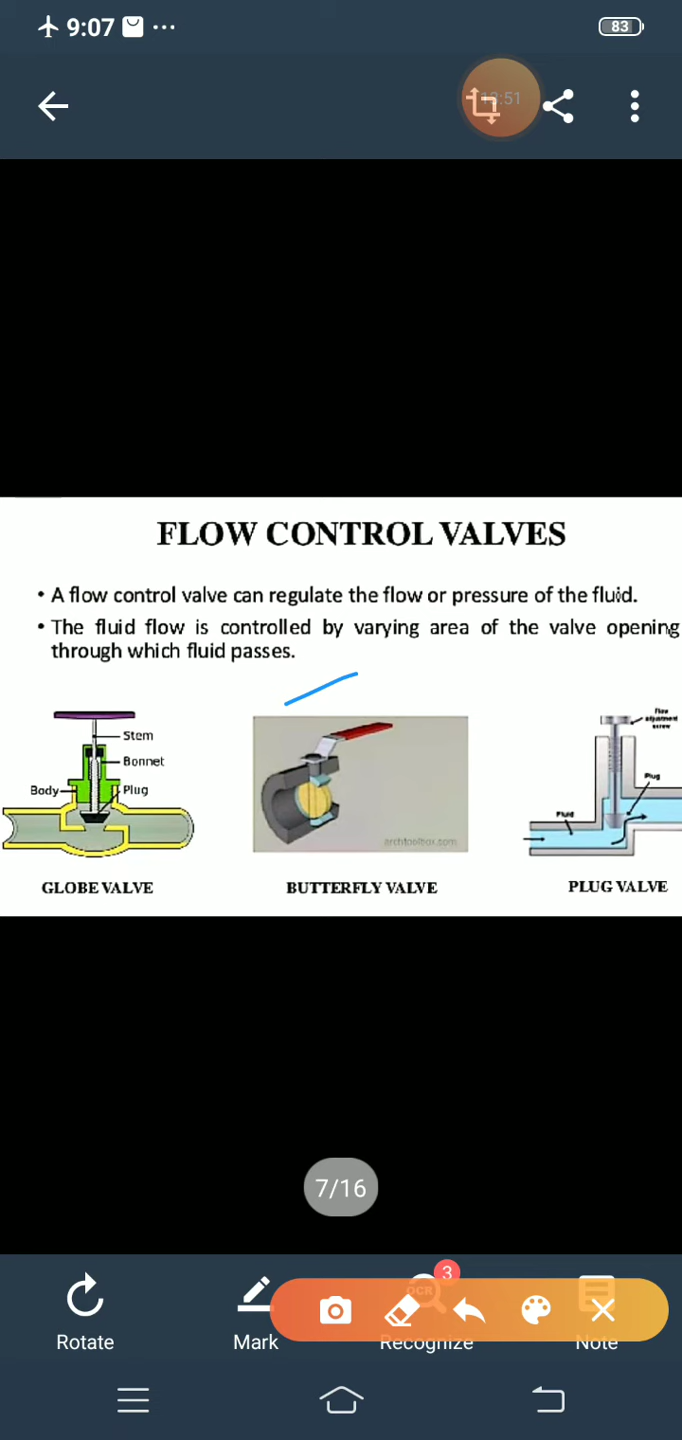 9:07
83
13:51
FLOW CONTROL VALVES
• A flow control valve can regulate the flow or pressure of the fluid.
• The fluid flow is controlled by varying area of the valve opening
through which fluid passes.
Stem
Bonnet
Body
Plug
GLOBE VALVE
archtoolbox.com
BUTTERFLY VALVE
Flow
adjustment
screw
Plug
Fluid
PLUG VALVE
7/16
3
OCR
Rotate
Mark
Recognize
Note